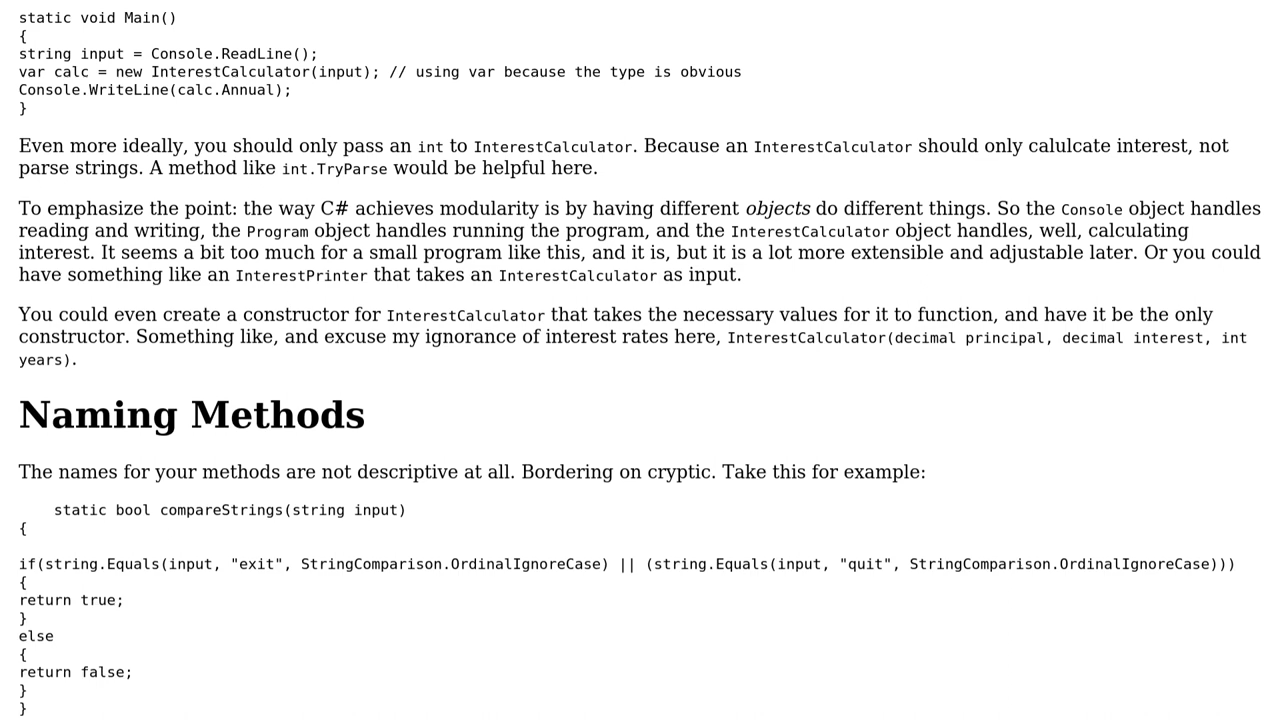 static void Main()
{
string input = Console.ReadLine();
var calc = new InterestCalculator(input); // using var because the type is obvious
Console.WriteLine(calc.Annual);
}
Even more ideally, you should only pass an int to InterestCalculator. Because an InterestCalculator should only calulcate interest, not
parse strings. A method like int.TryParse would be helpful here.
To emphasize the point: the way C# achieves modularity is by having different objects do different things. So the Console object handles
reading and writing, the Program object handles running the program, and the InterestCalculator object handles, well, calculating
interest. It seems a bit too much for a small program like this, and it is, but it is a lot more extensible and adjustable later. Or you could
have something like an InterestPrinter that takes an InterestCalculator as input.
You could even create a constructor for InterestCalculator that takes the necessary values for it to function, and have it be the only
constructor. Something like, and excuse my ignorance of interest rates here, InterestCalculator(decimal principal, decimal interest, int
years).
Naming Methods
The names for your methods are not descriptive at all. Bordering on cryptic. Take this for example:
static bool compareStrings(string input)
{
if(string.Equals(input, "exit", StringComparison.OrdinalIgnoreCase) || (string.Equals(input, "quit", StringComparison.OrdinalIgnoreCase)))
{
return true;
}
else
{
return false;
}
}